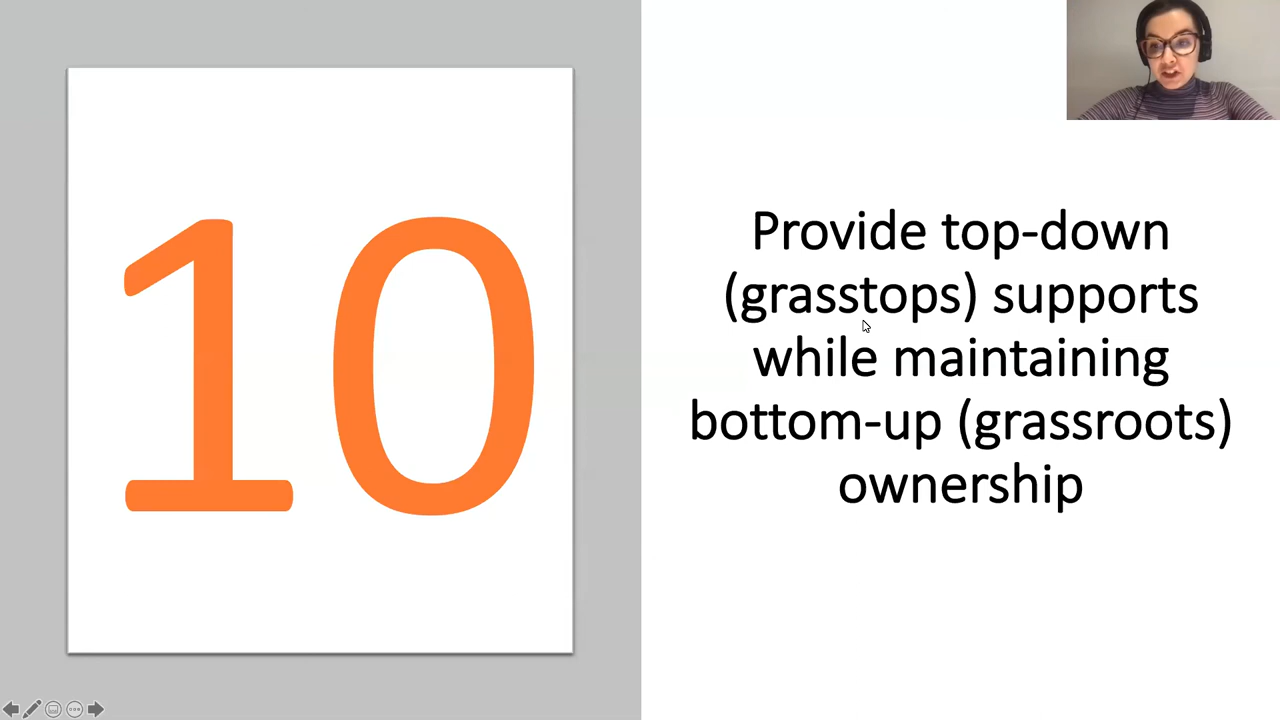 10
Provide top-down
(grasstops) supports
while maintaining
bottom-up (grassroots)
ownership